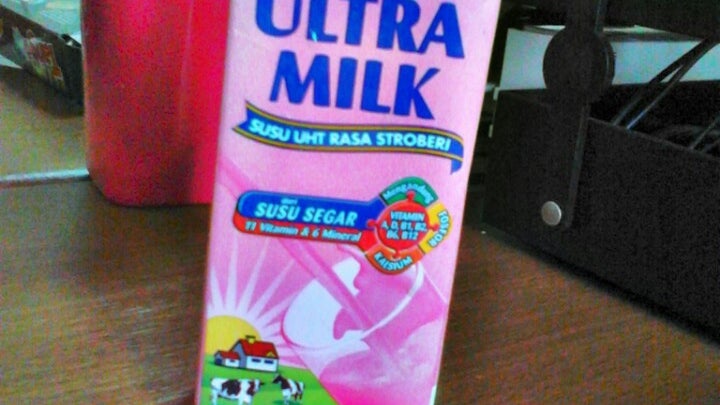 ULTRA
MILK
SUSU UHT RASA STROBERI
dari
SUSU SEGAR
11 Vitamin & 6 Mineral
Mengandung
VITAMIN
A, D, B1, B2,
B6, B12
FOSFOR
KALSIUM